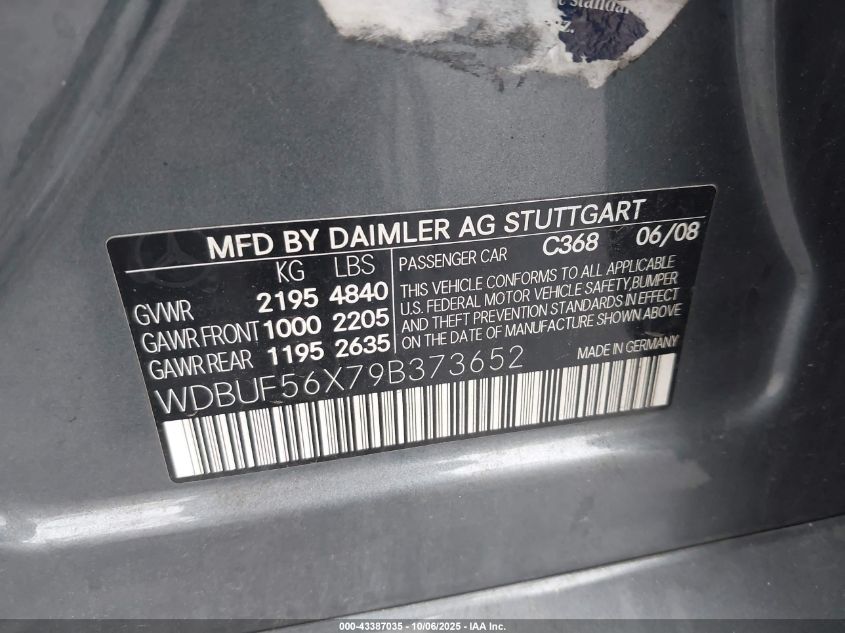 standar
z.
MFD BY DAIMLER AG STUTTGART
KG LBS
GVWR 2195 4840
GAWR FRONT 1000 2205
GAWR REAR 1195 2635
PASSENGER CAR C368 06/08
THIS VEHICLE CONFORMS TO ALL APPLICABLE
U.S. FEDERAL MOTOR VEHICLE SAFETY, BUMPER
AND THEFT PREVENTION STANDARDS IN EFFECT
ON THE DATE OF MANUFACTURE SHOWN ABOVE
MADE IN GERMANY
WDBUF56X79B373652
000-43387035 - 10/06/2025 - IAA Inc.